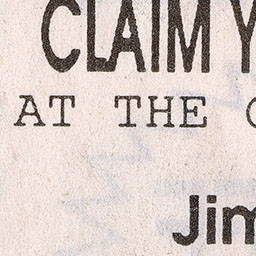 CLAIM Y
AT THE
Jim